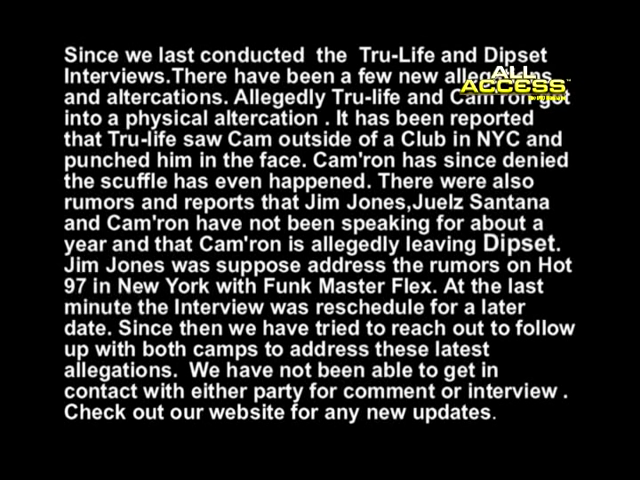 Since we last conducted the Tru-Life and Dipset
Interviews.There have been a few new allegations
and altercations. Allegedly Tru-life and Cam'ron got
into a physical altercation . It has been reported
that Tru-life saw Cam outside of a Club in NYC and
punched him in the face. Cam'ron has since denied
the scuffle has even happened. There were also
rumors and reports that Jim Jones,Juelz Santana
and Cam'ron have not been speaking for about a
year and that Cam'ron is allegedly leaving Dipset.
Jim Jones was suppose address the rumors on Hot
97 in New York with Funk Master Flex. At the last
minute the Interview was reschedule for a later
date. Since then we have tried to reach out to follow
up with both camps to address these latest
allegations. We have not been able to get in
contact with either party for comment or interview .
Check out our website for any new updates.
ALL
ACCESS